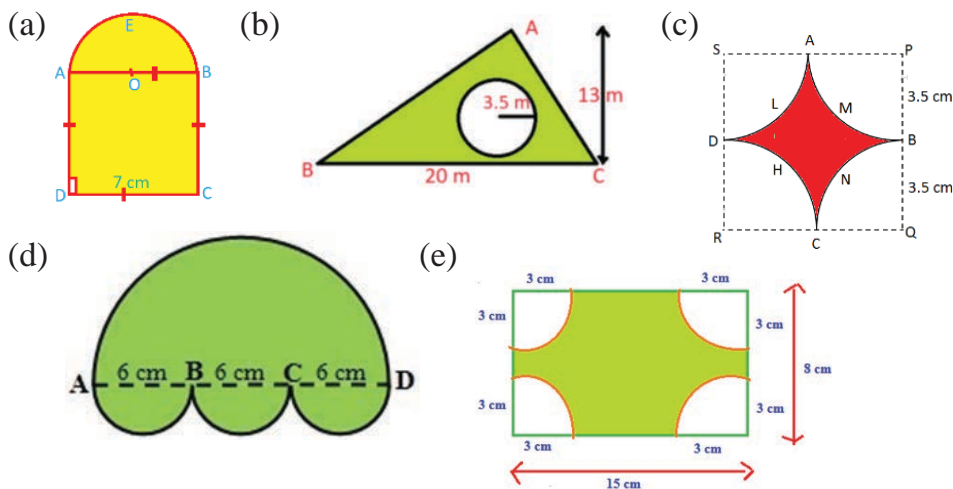 (a)
E
A
O
B
7 cm
D
C
(b)
A
3.5 m
13 m
B
20 m
C
(c)
S
A
P
L
M
3.5 cm
D
B
H
N
3.5 cm
R
C
Q
(d)
A 6 cm B 6 cm C 6 cm D
(e)
3 cm 3 cm
3 cm 3 cm
8 cm
3 cm 3 cm
3 cm 3 cm
15 cm